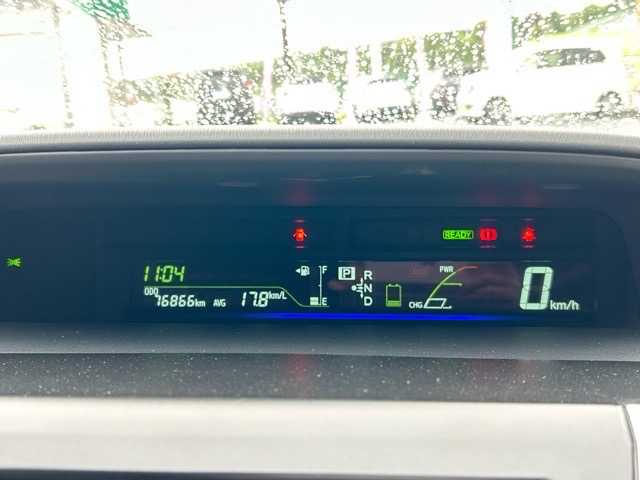 READY
11:04
F
P R
PWR
ODO
N
76866km AVG 17.8km/L
E
D
CHG
0 km/h